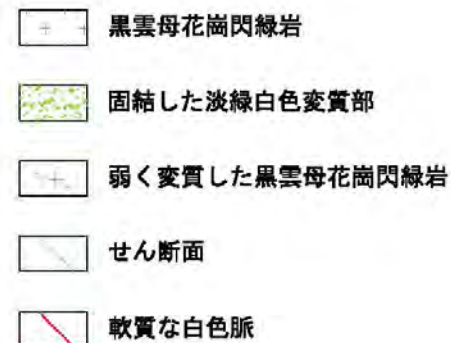 黒雲母花崗閃緑岩
固結した淡緑白色変質部
弱く変質した黒雲母花崗閃緑岩
せん断面
軟質な白色脈